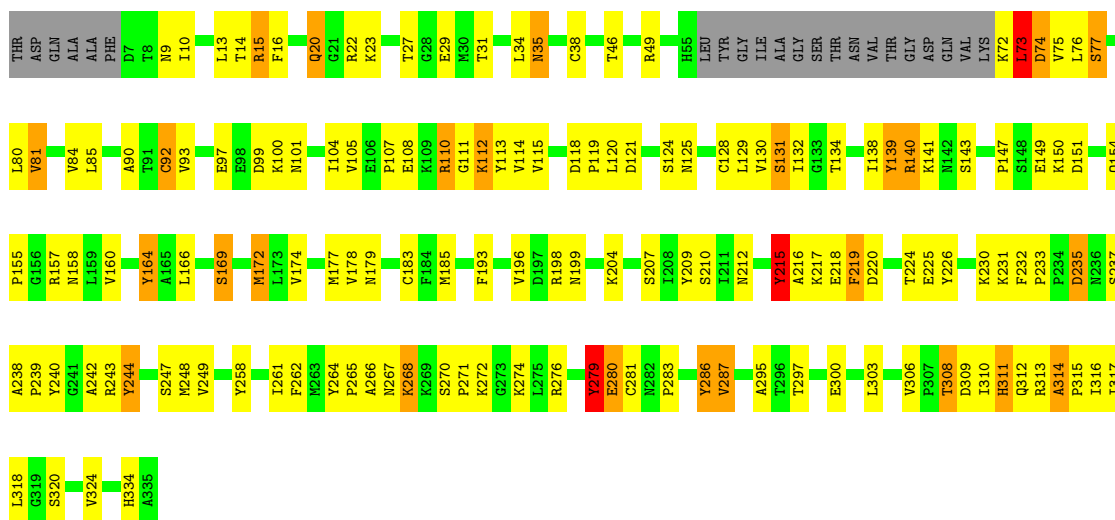 THR ASP GLN ALA ALA PHE D7 T8 N9 I10 L13 T14 R15 F16 Q20 G21 R22 K23 T27 G28 E29 M30 T31 L34 N35 C38 T46 R49 H55 LEU TYR GLY ILE ALA GLY SER THR ASN VAL THR GLY ASP GLN VAL LYS K72 L73 D74 V75 L76 S77
L80 V81 V84 L85 A90 T91 C92 V93 E97 E98 D99 K100 N101 I104 V105 E106 P107 E108 K109 R110 G111 K112 Y113 V114 V115 D118 P119 L120 D121 S124 N125 C128 L129 V130 S131 I132 G133 T134 I138 Y139 R140 K141 N142 S143 P147 S148 E149 K150 D151
P155 G156 R157 N158 L159 V160 Y164 A165 L166 S169 M172 L173 V174 M177 V178 N179 C183 F184 M185 F193 V196 D197 R198 N199 K204 S207 I208 Y209 S210 I211 N212 Y215 A216 K217 E218 F219 D220 T224 E225 Y226 K230 K231 F232 P233 P234 D235 N236
A238 P239 Y240 G241 A242 R243 Y244 S247 M248 V249 Y258 I261 F262 M263 Y264 P265 A266 N267 K268 K269 S270 P271 K272 G273 K274 L275 R276 Y279 E280 C281 N282 P283 Y286 V287 A295 T296 T297 E300 L303 V306 P307 T308 D309 I310 H311 Q312 R313 A314 P315 I316
L318 G319 S320 V324 H334 A335